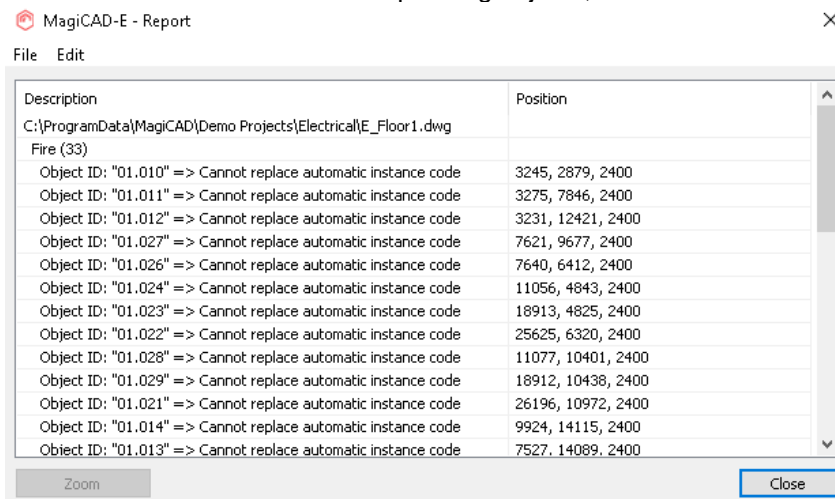 MagiCAD-E - Report
File Edit
Description Position
C:\ProgramData\MagiCAD\Demo Projects\Electrical\E_Floor1.dwg
Fire (33)
Object ID: "01.010" => Cannot replace automatic instance code 3245, 2879, 2400
Object ID: "01.011" => Cannot replace automatic instance code 3275, 7846, 2400
Object ID: "01.012" => Cannot replace automatic instance code 3231, 12421, 2400
Object ID: "01.027" => Cannot replace automatic instance code 7621, 9677, 2400
Object ID: "01.026" => Cannot replace automatic instance code 7640, 6412, 2400
Object ID: "01.024" => Cannot replace automatic instance code 11056, 4843, 2400
Object ID: "01.023" => Cannot replace automatic instance code 18913, 4825, 2400
Object ID: "01.022" => Cannot replace automatic instance code 25625, 6320, 2400
Object ID: "01.028" => Cannot replace automatic instance code 11077, 10401, 2400
Object ID: "01.029" => Cannot replace automatic instance code 18912, 10438, 2400
Object ID: "01.021" => Cannot replace automatic instance code 26196, 10972, 2400
Object ID: "01.014" => Cannot replace automatic instance code 9924, 14115, 2400
Object ID: "01.013" => Cannot replace automatic instance code 7527, 14089, 2400
Zoom Close